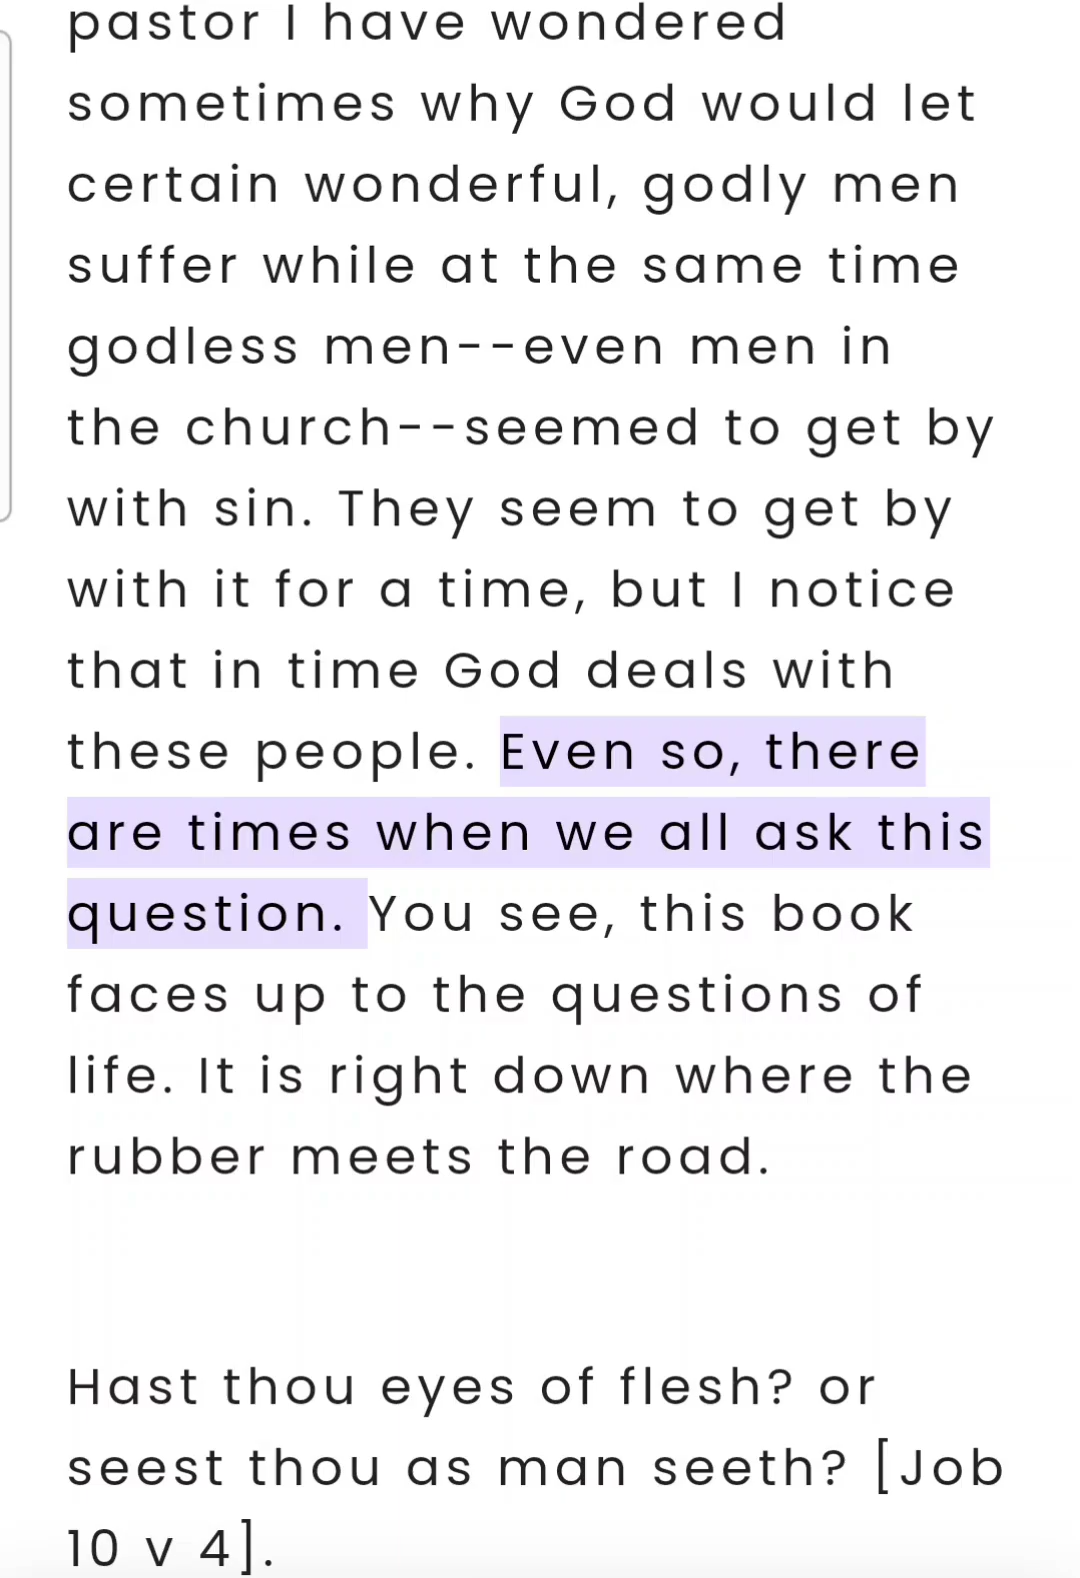 pastor I have wondered
sometimes why God would let
certain wonderful, godly men
suffer while at the same time
godless men--even men in
the church--seemed to get by
with sin. They seem to get by
with it for a time, but I notice
that in time God deals with
these people. Even so, there
are times when we all ask this
question. You see, this book
faces up to the questions of
life. It is right down where the
rubber meets the road.
Hast thou eyes of flesh? or
seest thou as man seeth? [Job
10 v 4].